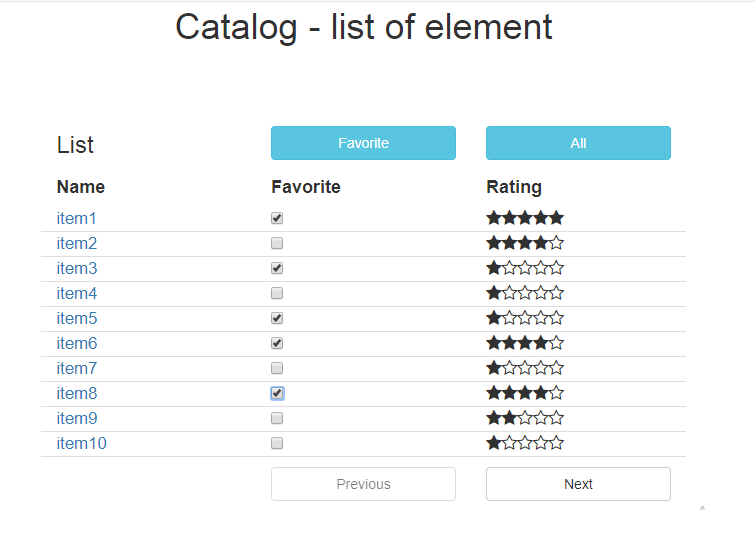 Catalog - list of element
List Favorite All
Name Favorite Rating
item1
item2
item3
item4
item5
item6
item7
item8
item9
item10
Previous Next